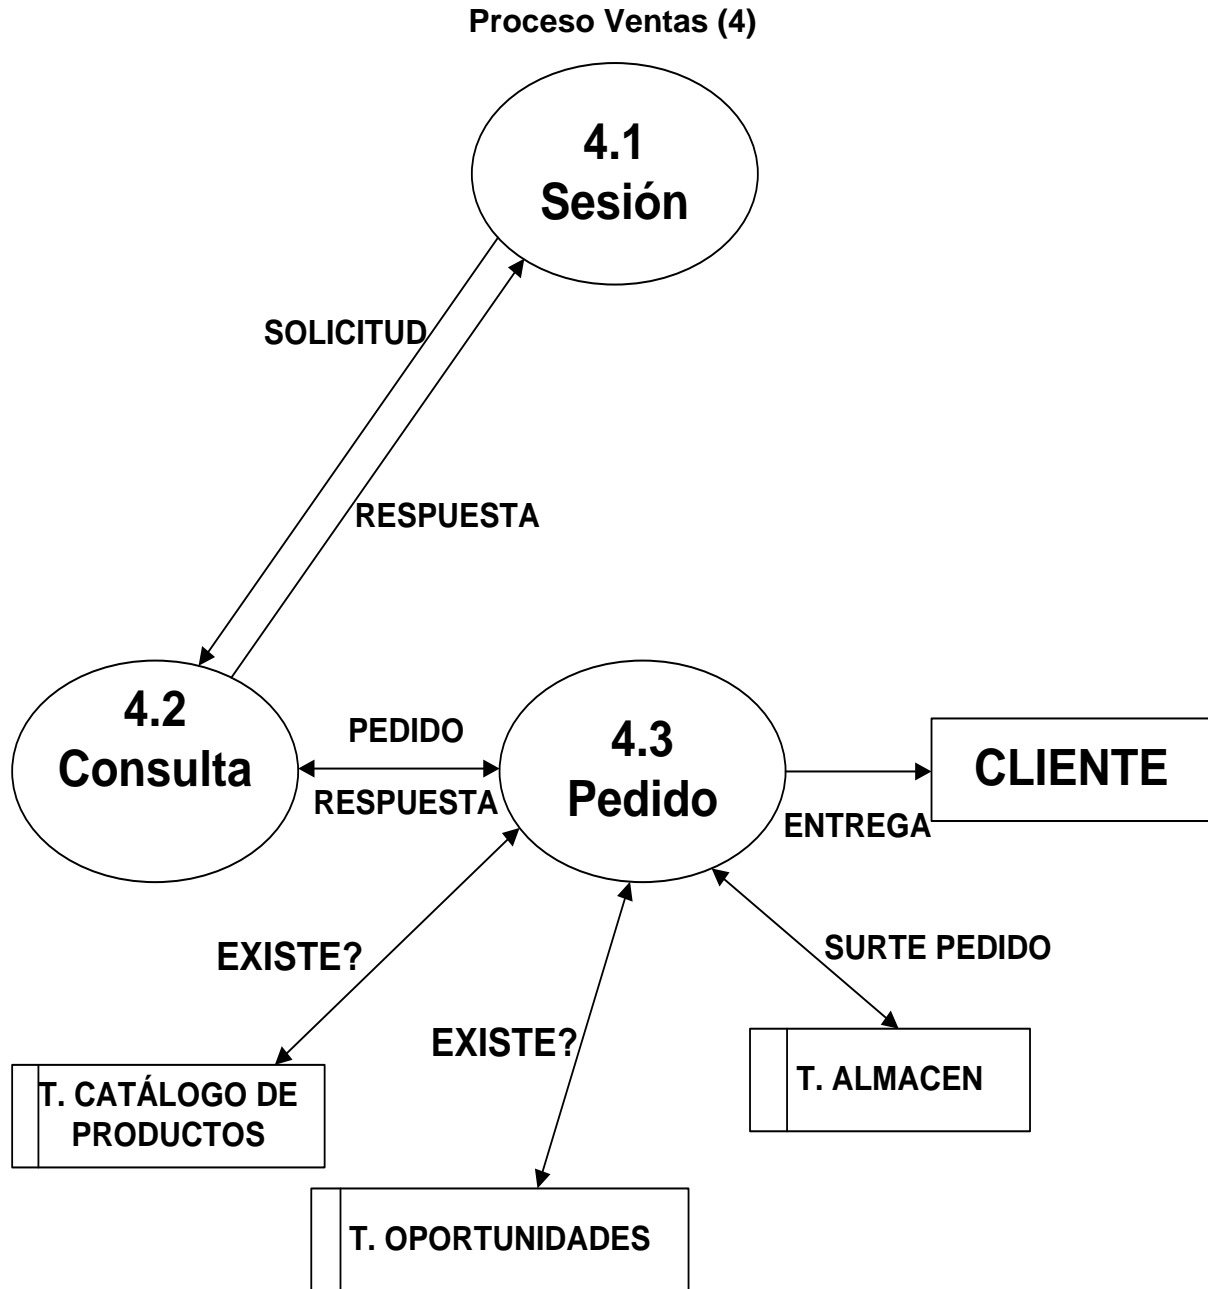 Proceso Ventas (4)
4.1
Sesión
SOLICITUD
RESPUESTA
4.2
Consulta
PEDIDO
RESPUESTA
4.3
Pedido
ENTREGA
CLIENTE
EXISTE?
EXISTE?
SURTE PEDIDO
T. CATÁLOGO DE
PRODUCTOS
T. ALMACEN
T. OPORTUNIDADES